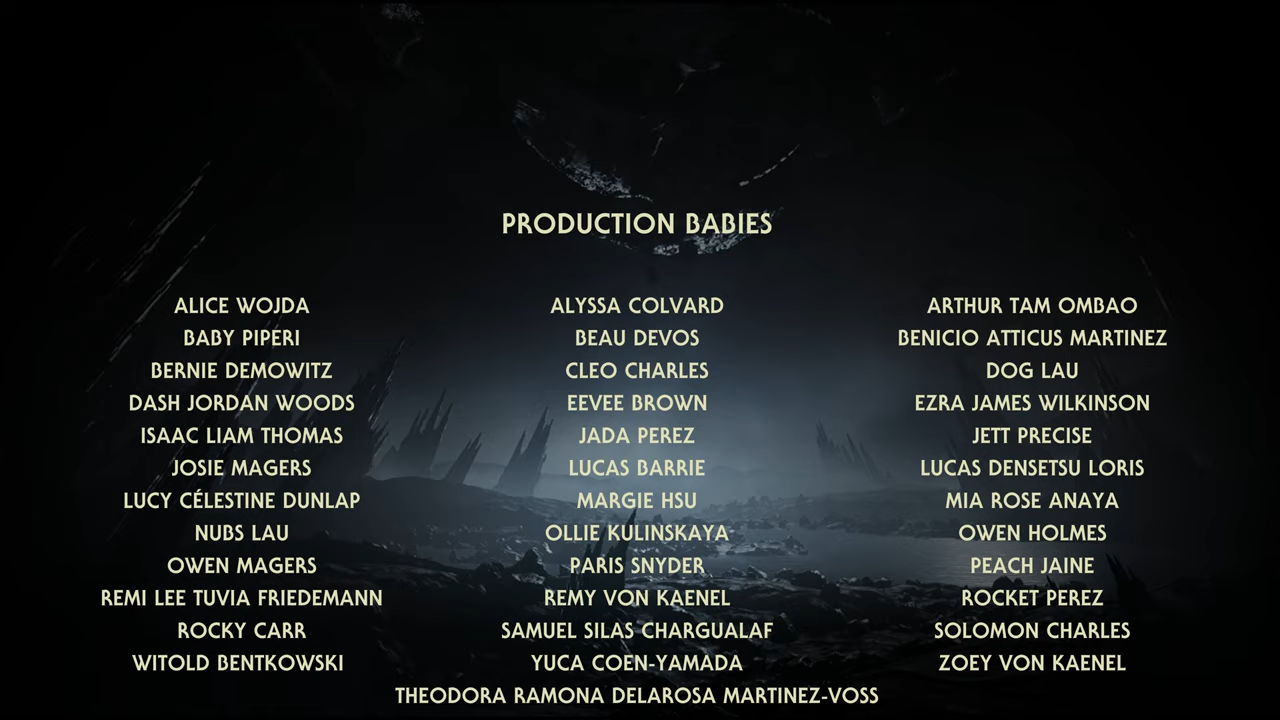 PRODUCTION BABIES
ALICE WOJDA ALYSSA COLVARD ARTHUR TAM OMBAO
BABY PIPERI BEAU DEVOS BENICIO ATTICUS MARTINEZ
BERNIE DEMOWITZ CLEO CHARLES DOG LAU
DASH JORDAN WOODS EEVEE BROWN EZRA JAMES WILKINSON
ISAAC LIAM THOMAS JADA PEREZ JETT PRECISE
JOSIE MAGERS LUCAS BARRIE LUCAS DENSETSU LORIS
LUCY CÉLESTINE DUNLAP MARGIE HSU MIA ROSE ANAYA
NUBS LAU OLLIE KULINSKAYA OWEN HOLMES
OWEN MAGERS PARIS SNYDER PEACH JAINE
REMI LEE TUVIA FRIEDEMANN REMY VON KAENEL ROCKET PEREZ
ROCKY CARR SAMUEL SILAS CHARGUALAF SOLOMON CHARLES
WITOLD BENTKOWSKI YUCA COEN-YAMADA ZOEY VON KAENEL
THEODORA RAMONA DELAROSA MARTINEZ-VOSS